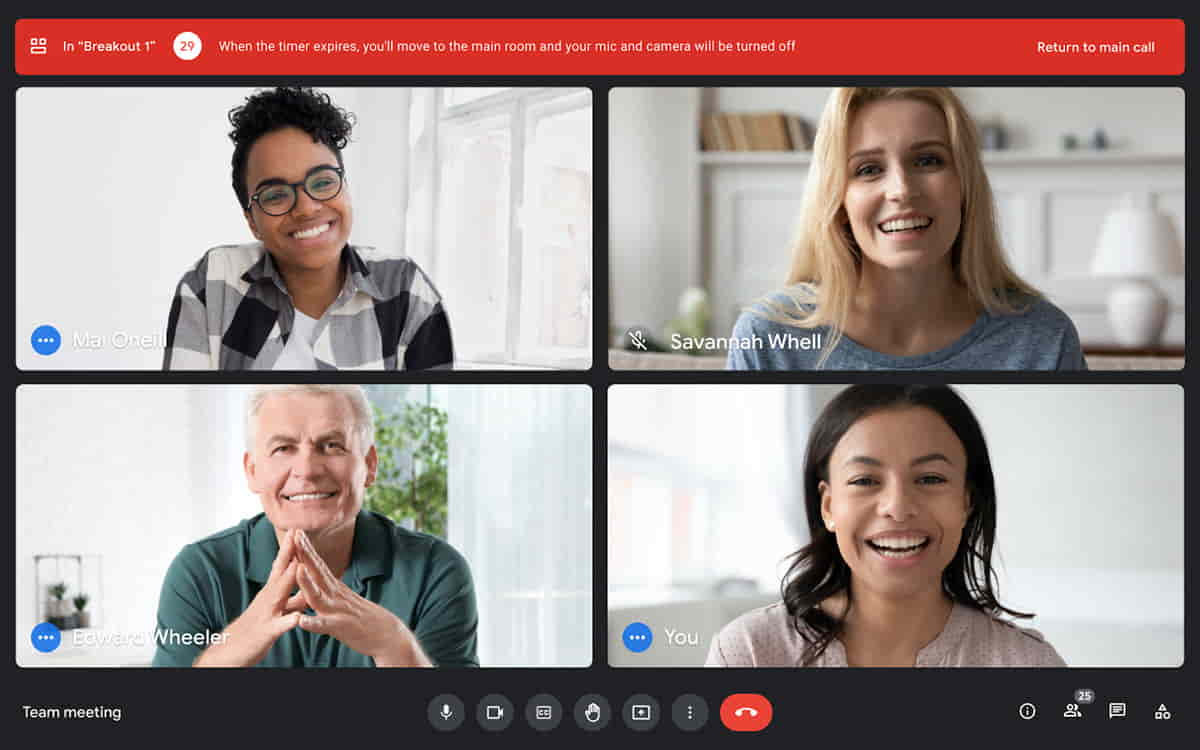 In "Breakout 1"
29
When the timer expires, you'll move to the main room and your mic and camera will be turned off
Return to main call
Mai Oneill
Savannah Whell
Edward Wheeler
You
Team meeting
CC
25